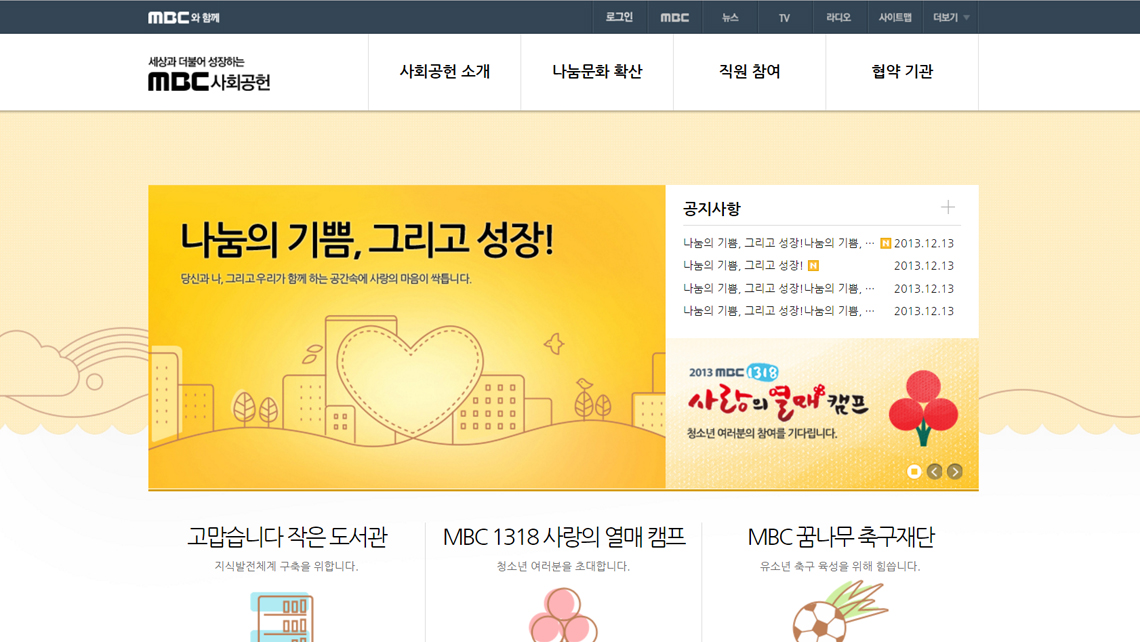 MBC와 함께
로그인
MBC
뉴스
TV
라디오
사이트맵
더보기
세상과 더불어 성장하는
MBC 사회공헌
사회공헌 소개
나눔문화 확산
직원 참여
협약 기관
나눔의 기쁨, 그리고 성장!
당신과 나, 그리고 우리가 함께 하는 공간속에 사랑의 마음이 싹틉니다.
공지사항
나눔의 기쁨, 그리고 성장!나눔의 기쁨, ··· N 2013.12.13
나눔의 기쁨, 그리고 성장! N 2013.12.13
나눔의 기쁨, 그리고 성장!나눔의 기쁨, ··· 2013.12.13
나눔의 기쁨, 그리고 성장!나눔의 기쁨, ··· 2013.12.13
2013 MBC 1318
사랑의 열매 캠프
청소년 여러분의 참여를 기다립니다.
고맙습니다 작은 도서관
지식발전체계 구축을 위합니다.
MBC 1318 사랑의 열매 캠프
청소년 여러분을 초대합니다.
MBC 꿈나무 축구재단
유소년 축구 육성을 위해 힘씁니다.